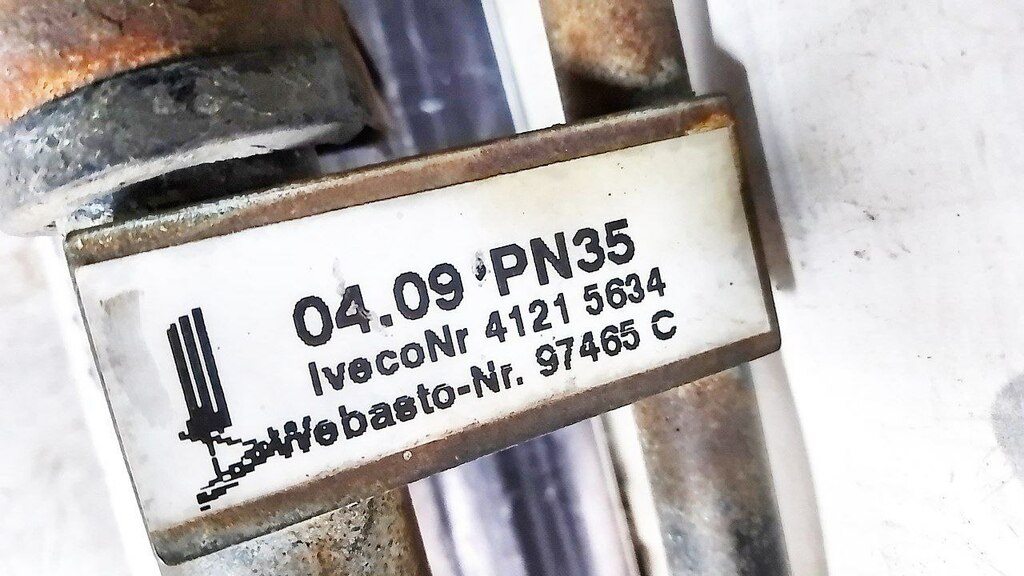 04.09 PN35
IvecoNr 4121 5634
Webasto-Nr. 97465 C